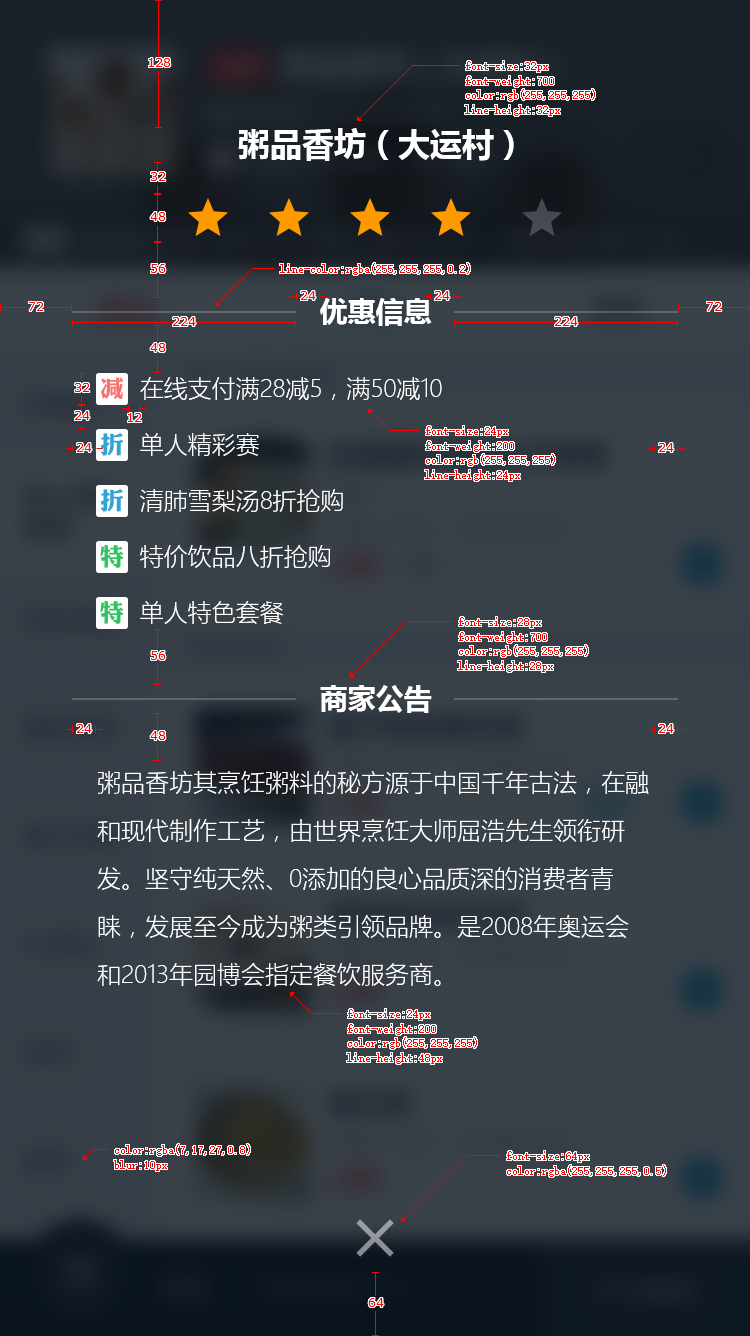 128
font-size:32px
font-weight:700
color:rgb(255,255,255)
line-height:32px
粥品香坊（大运村）
32
48
56
line-color:rgba(255,255,255,0.2)
24 24
72 优惠信息 72
224 224
48
32 减 在线支付满28减5，满50减10
24 12
font-size:24px
font-weight:200
color:rgb(255,255,255)
line-height:24px
24 折 单人精彩赛 24
折 清肺雪梨汤8折抢购
特 特价饮品八折抢购
特 单人特色套餐
font-size:28px
font-weight:700
color:rgb(255,255,255)
line-height:28px
56
商家公告
24 24
48
粥品香坊其烹饪粥料的秘方源于中国千年古法，在融
和现代制作工艺，由世界烹饪大师屈浩先生领衔研
发。坚守纯天然、0添加的良心品质深的消费者青
睐，发展至今成为粥类引领品牌。是2008年奥运会
和2013年园博会指定餐饮服务商。
font-size:24px
font-weight:200
color:rgb(255,255,255)
line-height:48px
color:rgba(7,17,27,0.8)
blur:10px
font-size:64px
color:rgba(255,255,255,0.5)
64